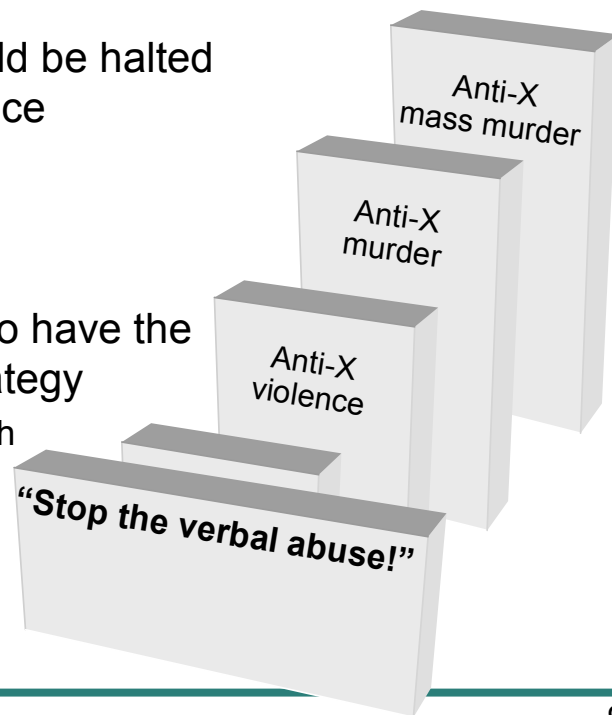 ld be halted
ce
o have the
ategy
h
Anti-X
mass murder
Anti-X
murder
Anti-X
violence
“Stop the verbal abuse!”